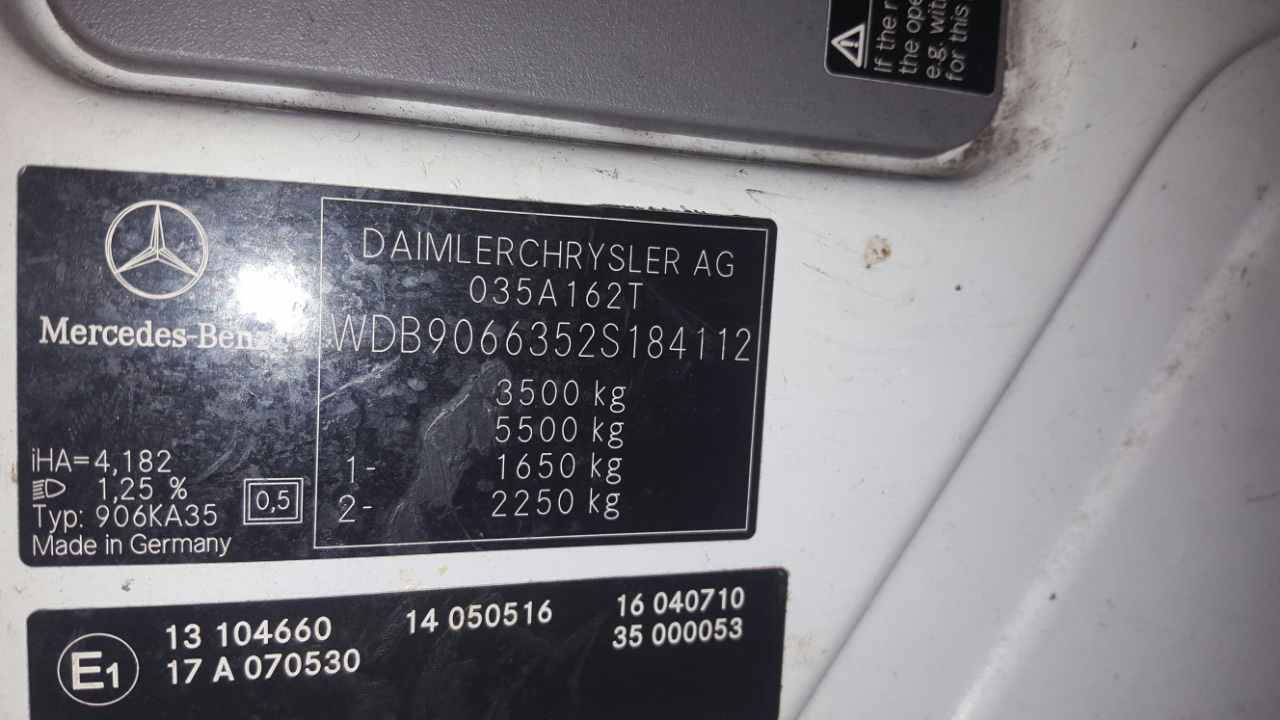 If the r
the ope
e.g. wit
for this
Mercedes-Benz
iHA=4,182
1,25 %
0,5
Typ: 906KA35
Made in Germany
DAIMLERCHRYSLER AG
035A162T
WDB9066352S184112
3500 kg
5500 kg
1- 1650 kg
2- 2250 kg
E1
13 104660 14 050516 16 040710
17 A 070530 35 000053